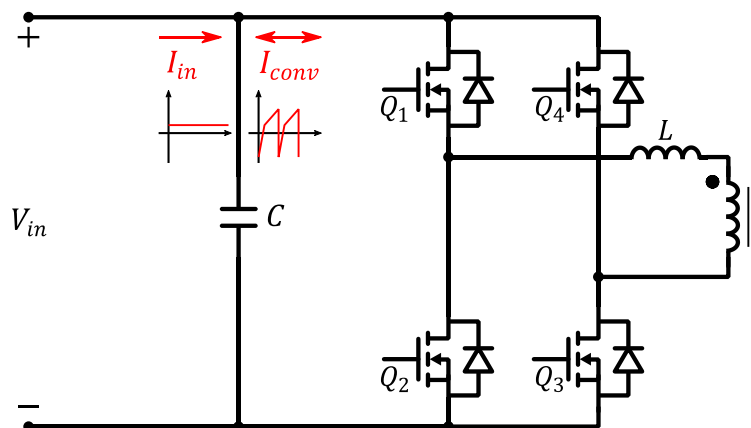 +
I_in
I_conv
Q_1
Q_4
L
V_in
C
Q_2
Q_3
−